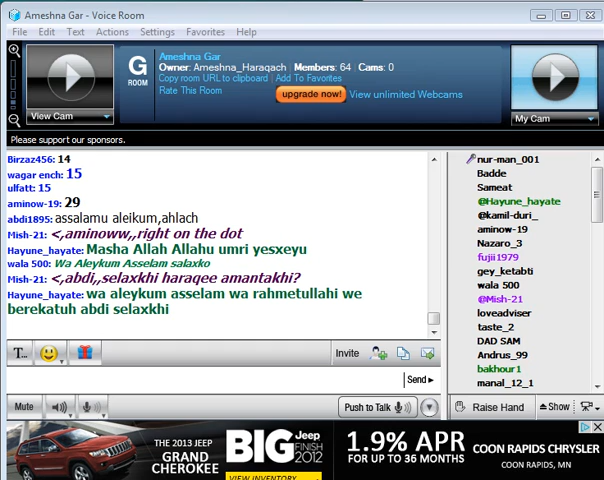 Ameshna Gar - Voice Room
File Edit Text Actions Settings Favorites Help
G ROOM
Ameshna Gar
Owner: Ameshna_Haraqach | Members: 64 | Cams: 0
Copy room URL to clipboard | Add To Favorites
Rate This Room
upgrade now! View unlimited Webcams
View Cam
My Cam
Please support our sponsors.
Birzaz456: 14
wagar ench: 15
ulfatt: 15
aminow-19: 29
abdi1895: assalamu aleikum,ahlach
Mish-21: <,aminoww,,right on the dot
Hayune_hayate: Masha Allah Allahu umri yesxeyu
wala 500: Wa Aleykum Asselam salaxko
Mish-21: <,abdi,,selaxkhi haraqee amantakhi?
Hayune_hayate: wa aleykum asselam wa rahmetullahi we
berekatuh abdi selaxkhi
nur-man_001
Badde
Sameat
@Hayune_hayate
@kamil-duri_
aminow-19
Nazaro_3
fujii1979
gey_ketabti
wala 500
@Mish-21
loveadviser
taste_2
DAD SAM
Andrus_99
bakhour1
manal_12_1
T...
Invite
Send
Mute
Push to Talk
Raise Hand
Show
THE 2013 JEEP
GRAND
CHEROKEE
BIG Jeep
FINISH
2012
VIEW INVENTORY
1.9% APR
FOR UP TO 36 MONTHS
COON RAPIDS CHRYSLER
COON RAPIDS, MN